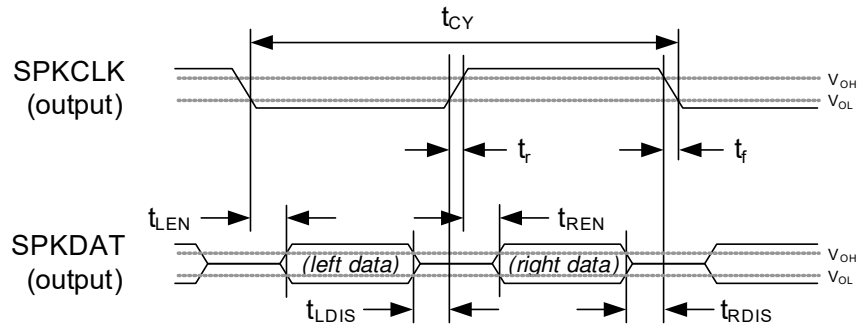 tCY
SPKCLK
(output)
VOH
VOL
tr
tf
tLEN
tREN
SPKDAT
(output)
(left data)
(right data)
VOH
VOL
tLDIS
tRDIS